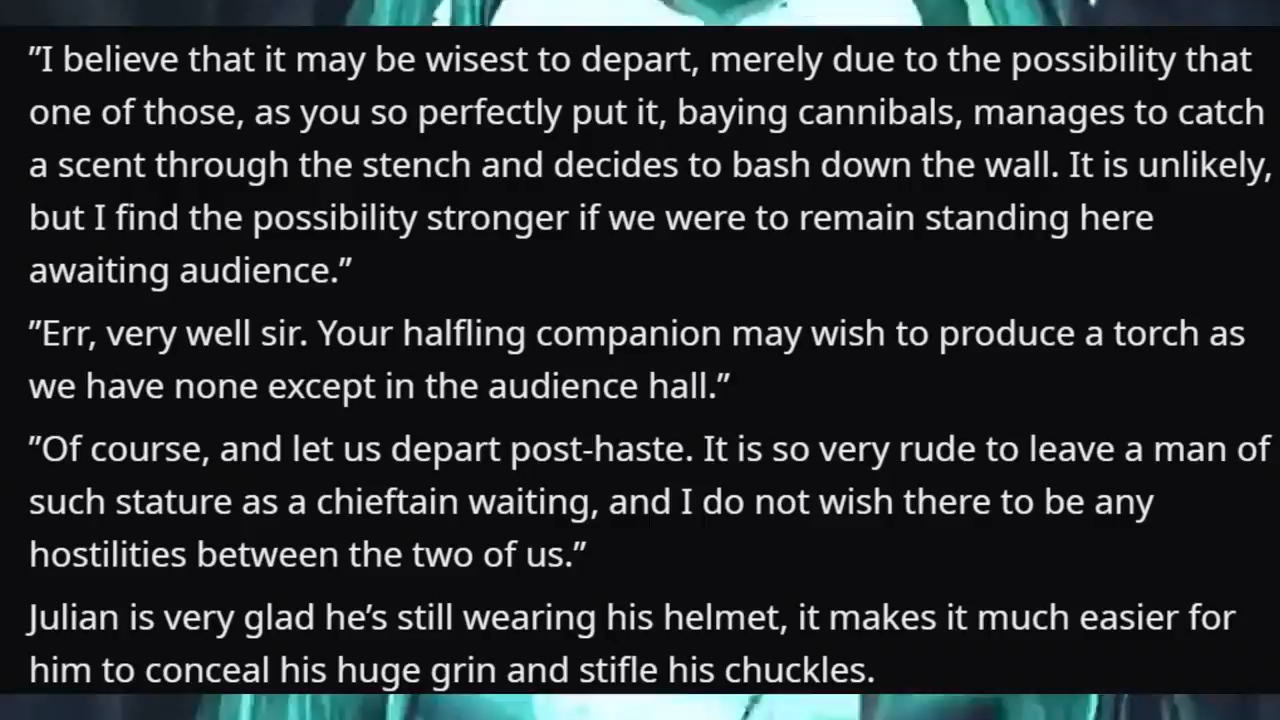 ”I believe that it may be wisest to depart, merely due to the possibility that
one of those, as you so perfectly put it, baying cannibals, manages to catch
a scent through the stench and decides to bash down the wall. It is unlikely,
but I find the possibility stronger if we were to remain standing here
awaiting audience.”
”Err, very well sir. Your halfling companion may wish to produce a torch as
we have none except in the audience hall.”
”Of course, and let us depart post-haste. It is so very rude to leave a man of
such stature as a chieftain waiting, and I do not wish there to be any
hostilities between the two of us.”
Julian is very glad he’s still wearing his helmet, it makes it much easier for
him to conceal his huge grin and stifle his chuckles.